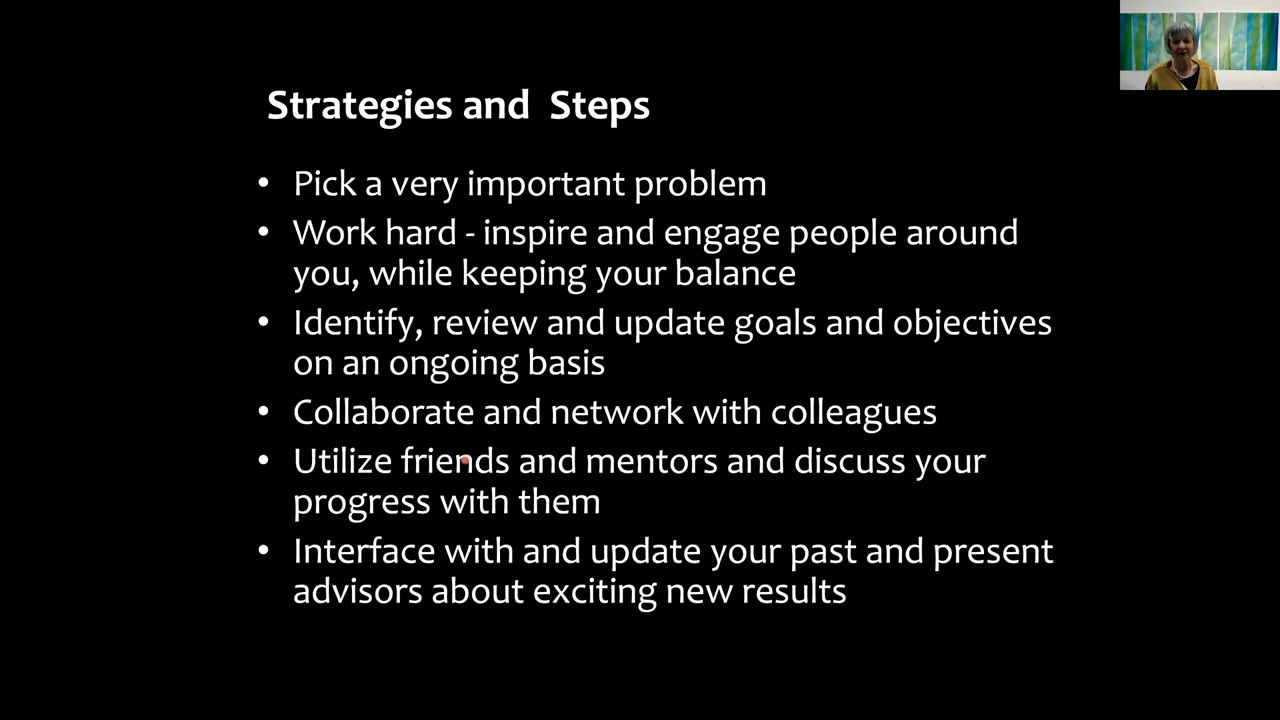 Strategies and Steps
• Pick a very important problem
• Work hard - inspire and engage people around
you, while keeping your balance
• Identify, review and update goals and objectives
on an ongoing basis
• Collaborate and network with colleagues
• Utilize friends and mentors and discuss your
progress with them
• Interface with and update your past and present
advisors about exciting new results